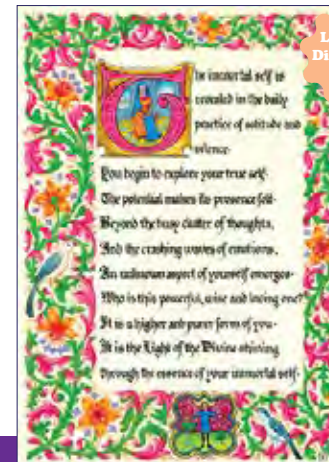 The immortal self is
revealed in the daily
practice of solitude and
silence.
You begin to explore your true self.
The potential makes its presence felt.
Beyond the busy clatter of thoughts,
And the crashing waves of emotions,
An unknown aspect of yourself emerges.
Who is this powerful, wise and loving one?
It is a higher and purer form of you.
It is the Light of the Divine shining
through the essence of your immortal self.